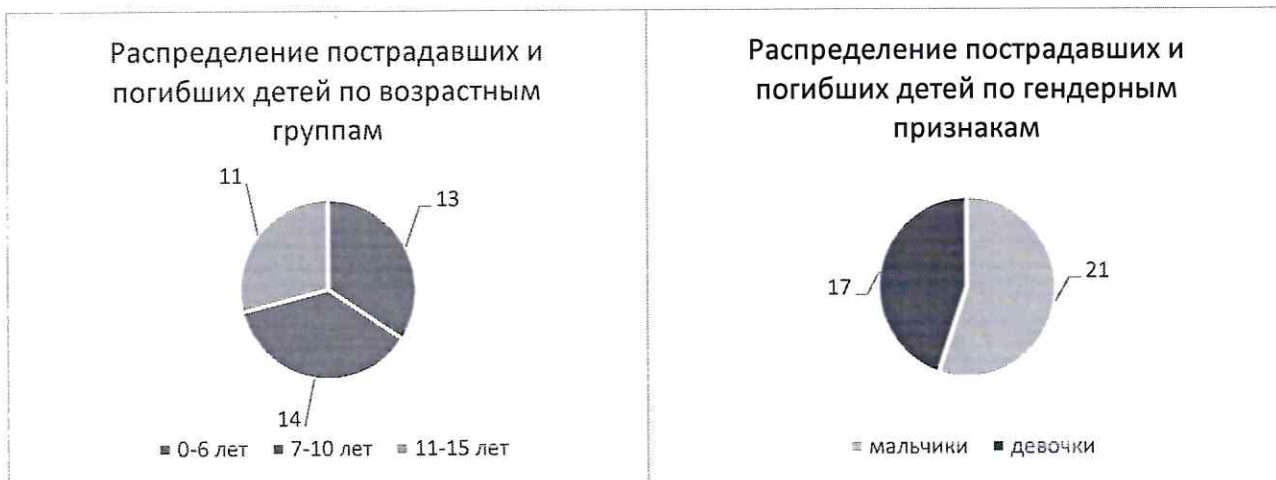 Распределение пострадавших и
погибших детей по возрастным
группам
11
13
14
■ 0-6 лет ■ 7-10 лет ■ 11-15 лет
Распределение пострадавших и
погибших детей по гендерным
признакам
17
21
■ мальчики ■ девочки